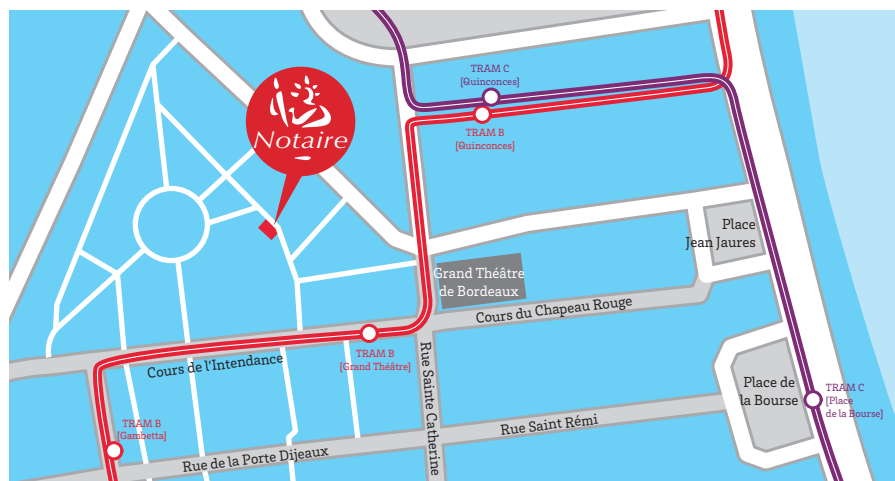 TRAM C
[Quinconces]
Notaire
TRAM B
[Quinconces]
Place
Jean Jaures
Grand Théâtre
de Bordeaux
Cours du Chapeau Rouge
TRAM B
[Grand Théâtre]
Cours de l'Intendance
Rue Sainte Catherine
Place de
la Bourse
TRAM C
[Place
de la Bourse]
TRAM B
[Gambetta]
Rue Saint Rémi
Rue de la Porte Dijeaux